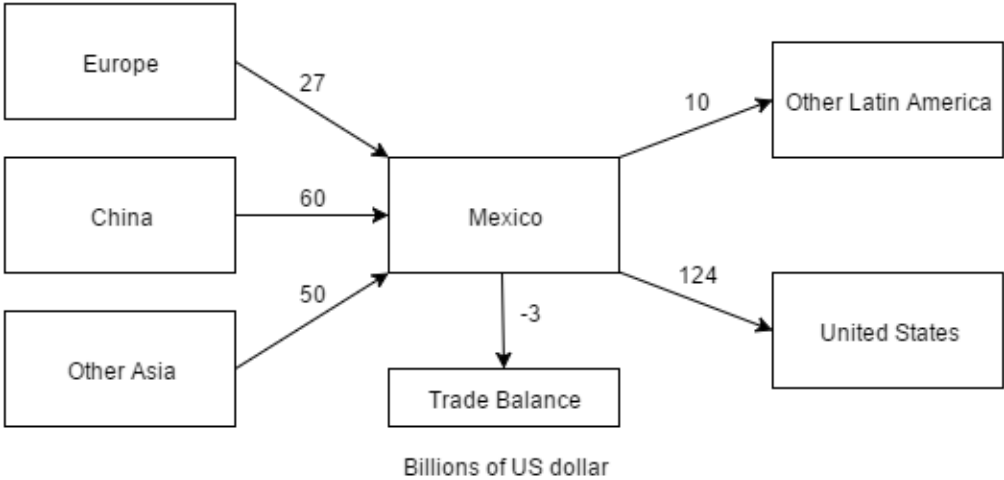 Europe
27
10
Other Latin America
China
60
Mexico
50
-3
124
Other Asia
United States
Trade Balance
Billions of US dollar